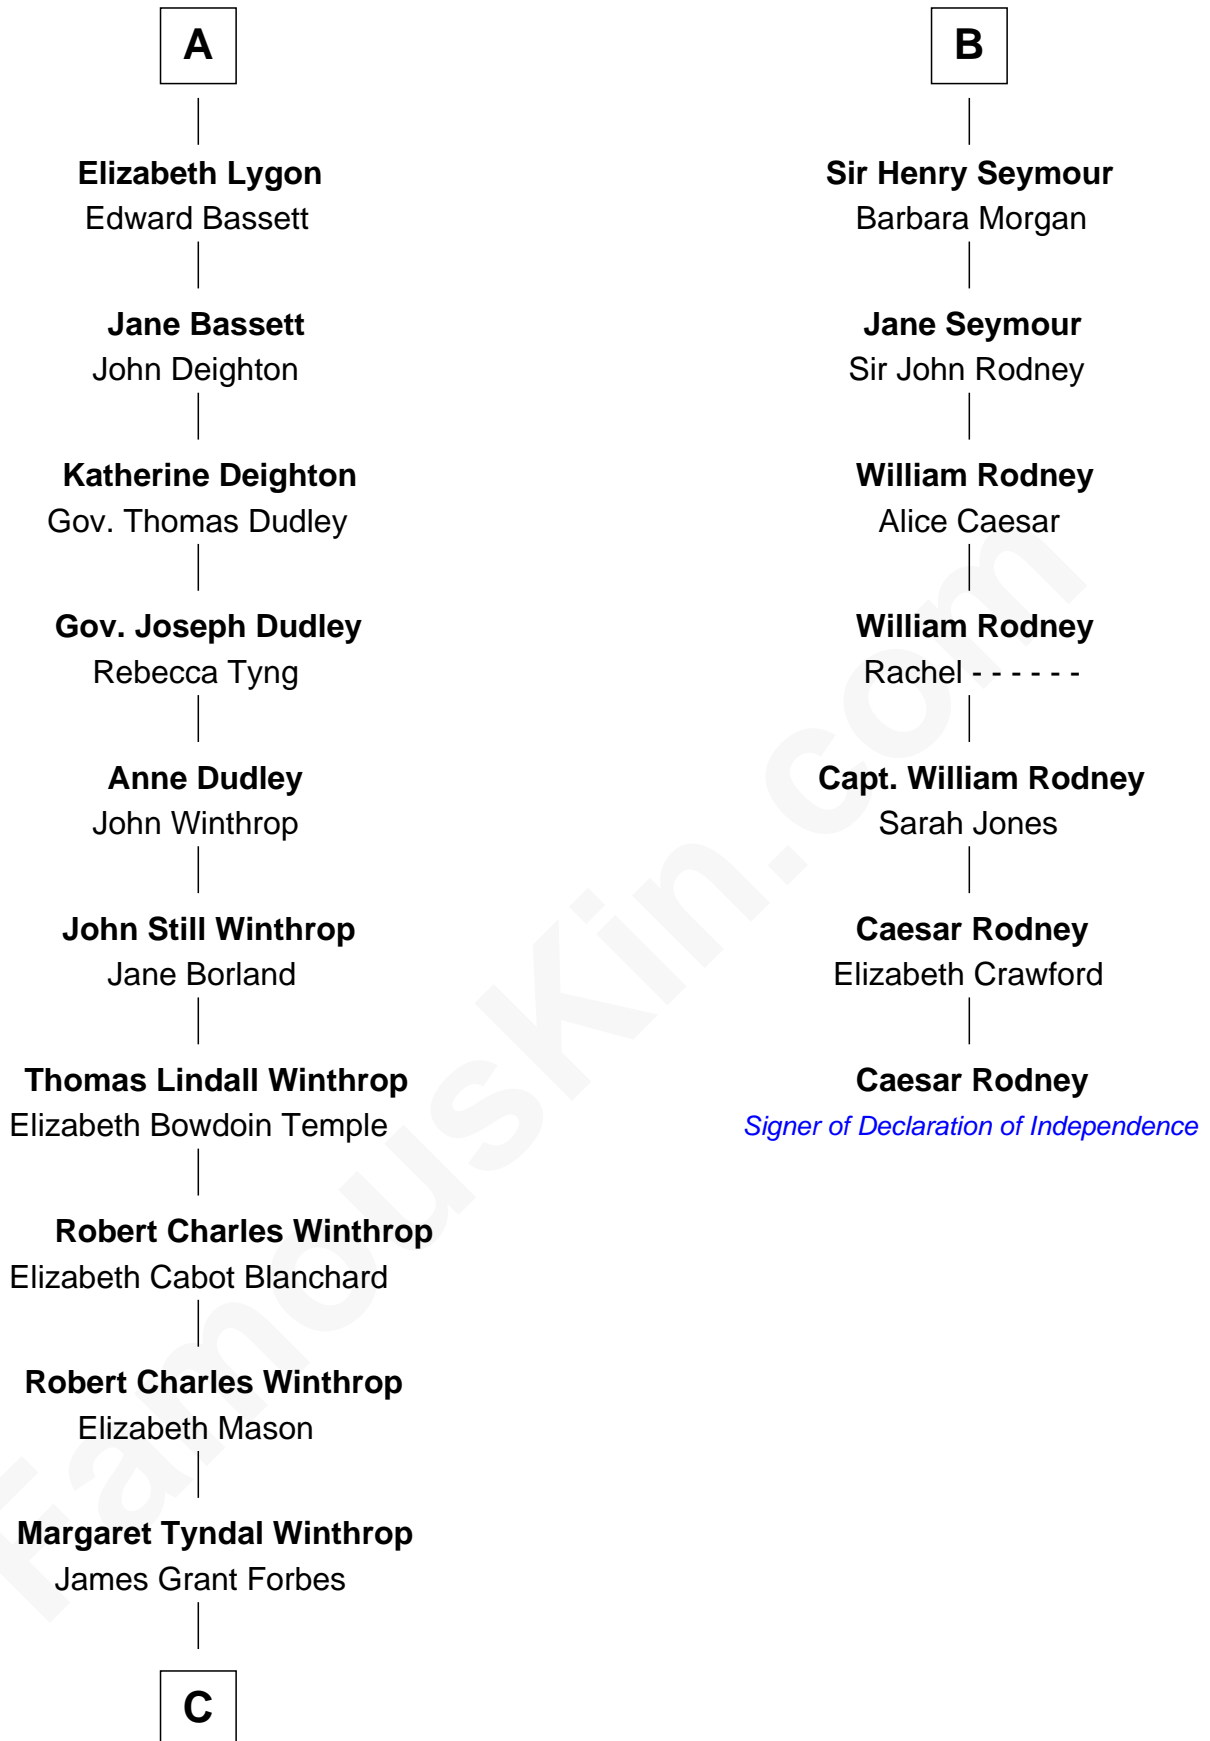 A
Elizabeth Lygon
Edward Bassett
Jane Bassett
John Deighton
Katherine Deighton
Gov. Thomas Dudley
Gov. Joseph Dudley
Rebecca Tyng
Anne Dudley
John Winthrop
John Still Winthrop
Jane Borland
Thomas Lindall Winthrop
Elizabeth Bowdoin Temple
Robert Charles Winthrop
Elizabeth Cabot Blanchard
Robert Charles Winthrop
Elizabeth Mason
Margaret Tyndal Winthrop
James Grant Forbes
C
B
Sir Henry Seymour
Barbara Morgan
Jane Seymour
Sir John Rodney
William Rodney
Alice Caesar
William Rodney
Rachel - - - - - -
Capt. William Rodney
Sarah Jones
Caesar Rodney
Elizabeth Crawford
Caesar Rodney
Signer of Declaration of Independence
FamousKin.com